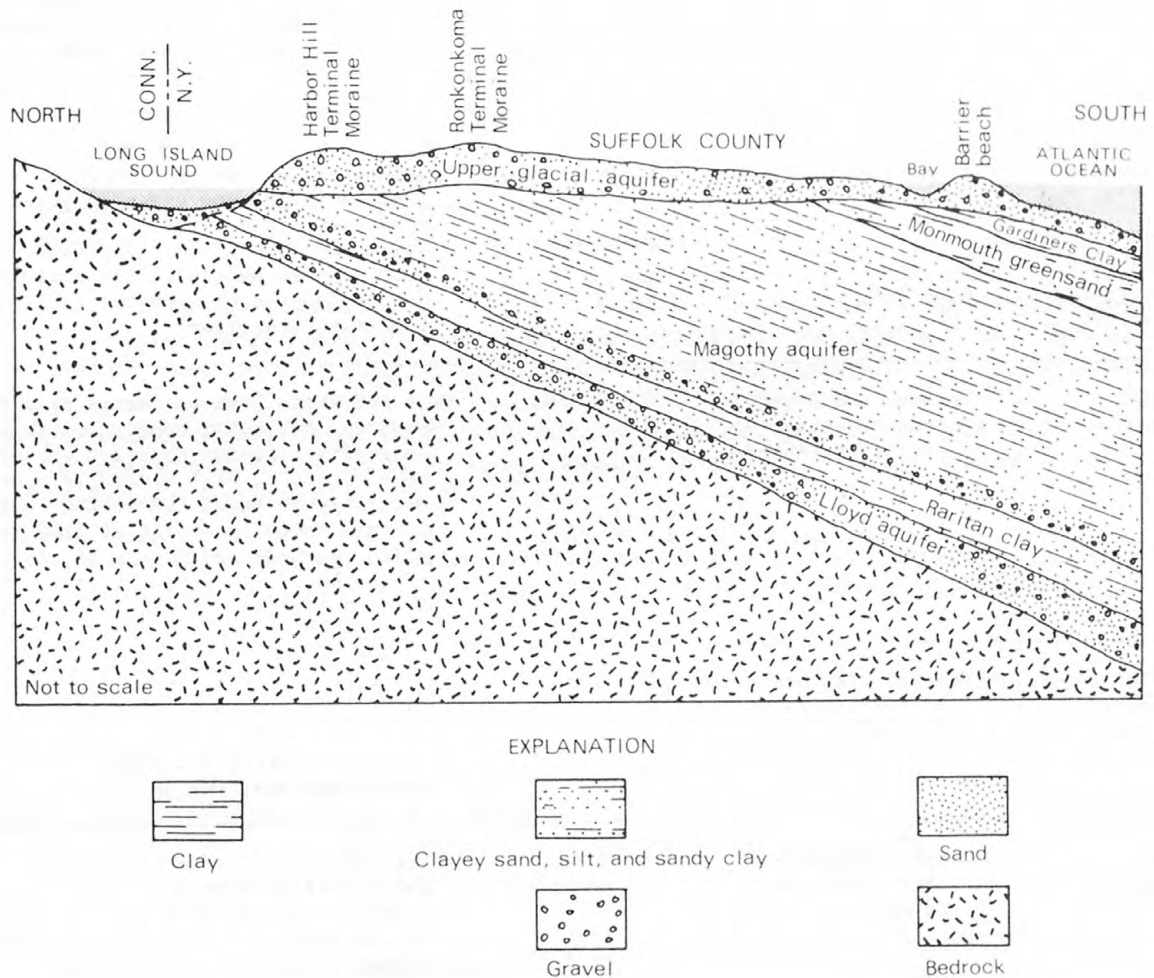 NORTH
CONN.
N.Y.
Harbor Hill
Terminal
Moraine
Ronkonkoma
Terminal
Moraine
SOUTH
LONG ISLAND
SOUND
SUFFOLK COUNTY
Bay
Barrier
beach
ATLANTIC
OCEAN
Upper glacial aquifer
Gardiners Clay
Monmouth greensand
Magothy aquifer
Raritan clay
Lloyd aquifer
Not to scale
EXPLANATION
Clay
Clayey sand, silt, and sandy clay
Sand
Gravel
Bedrock